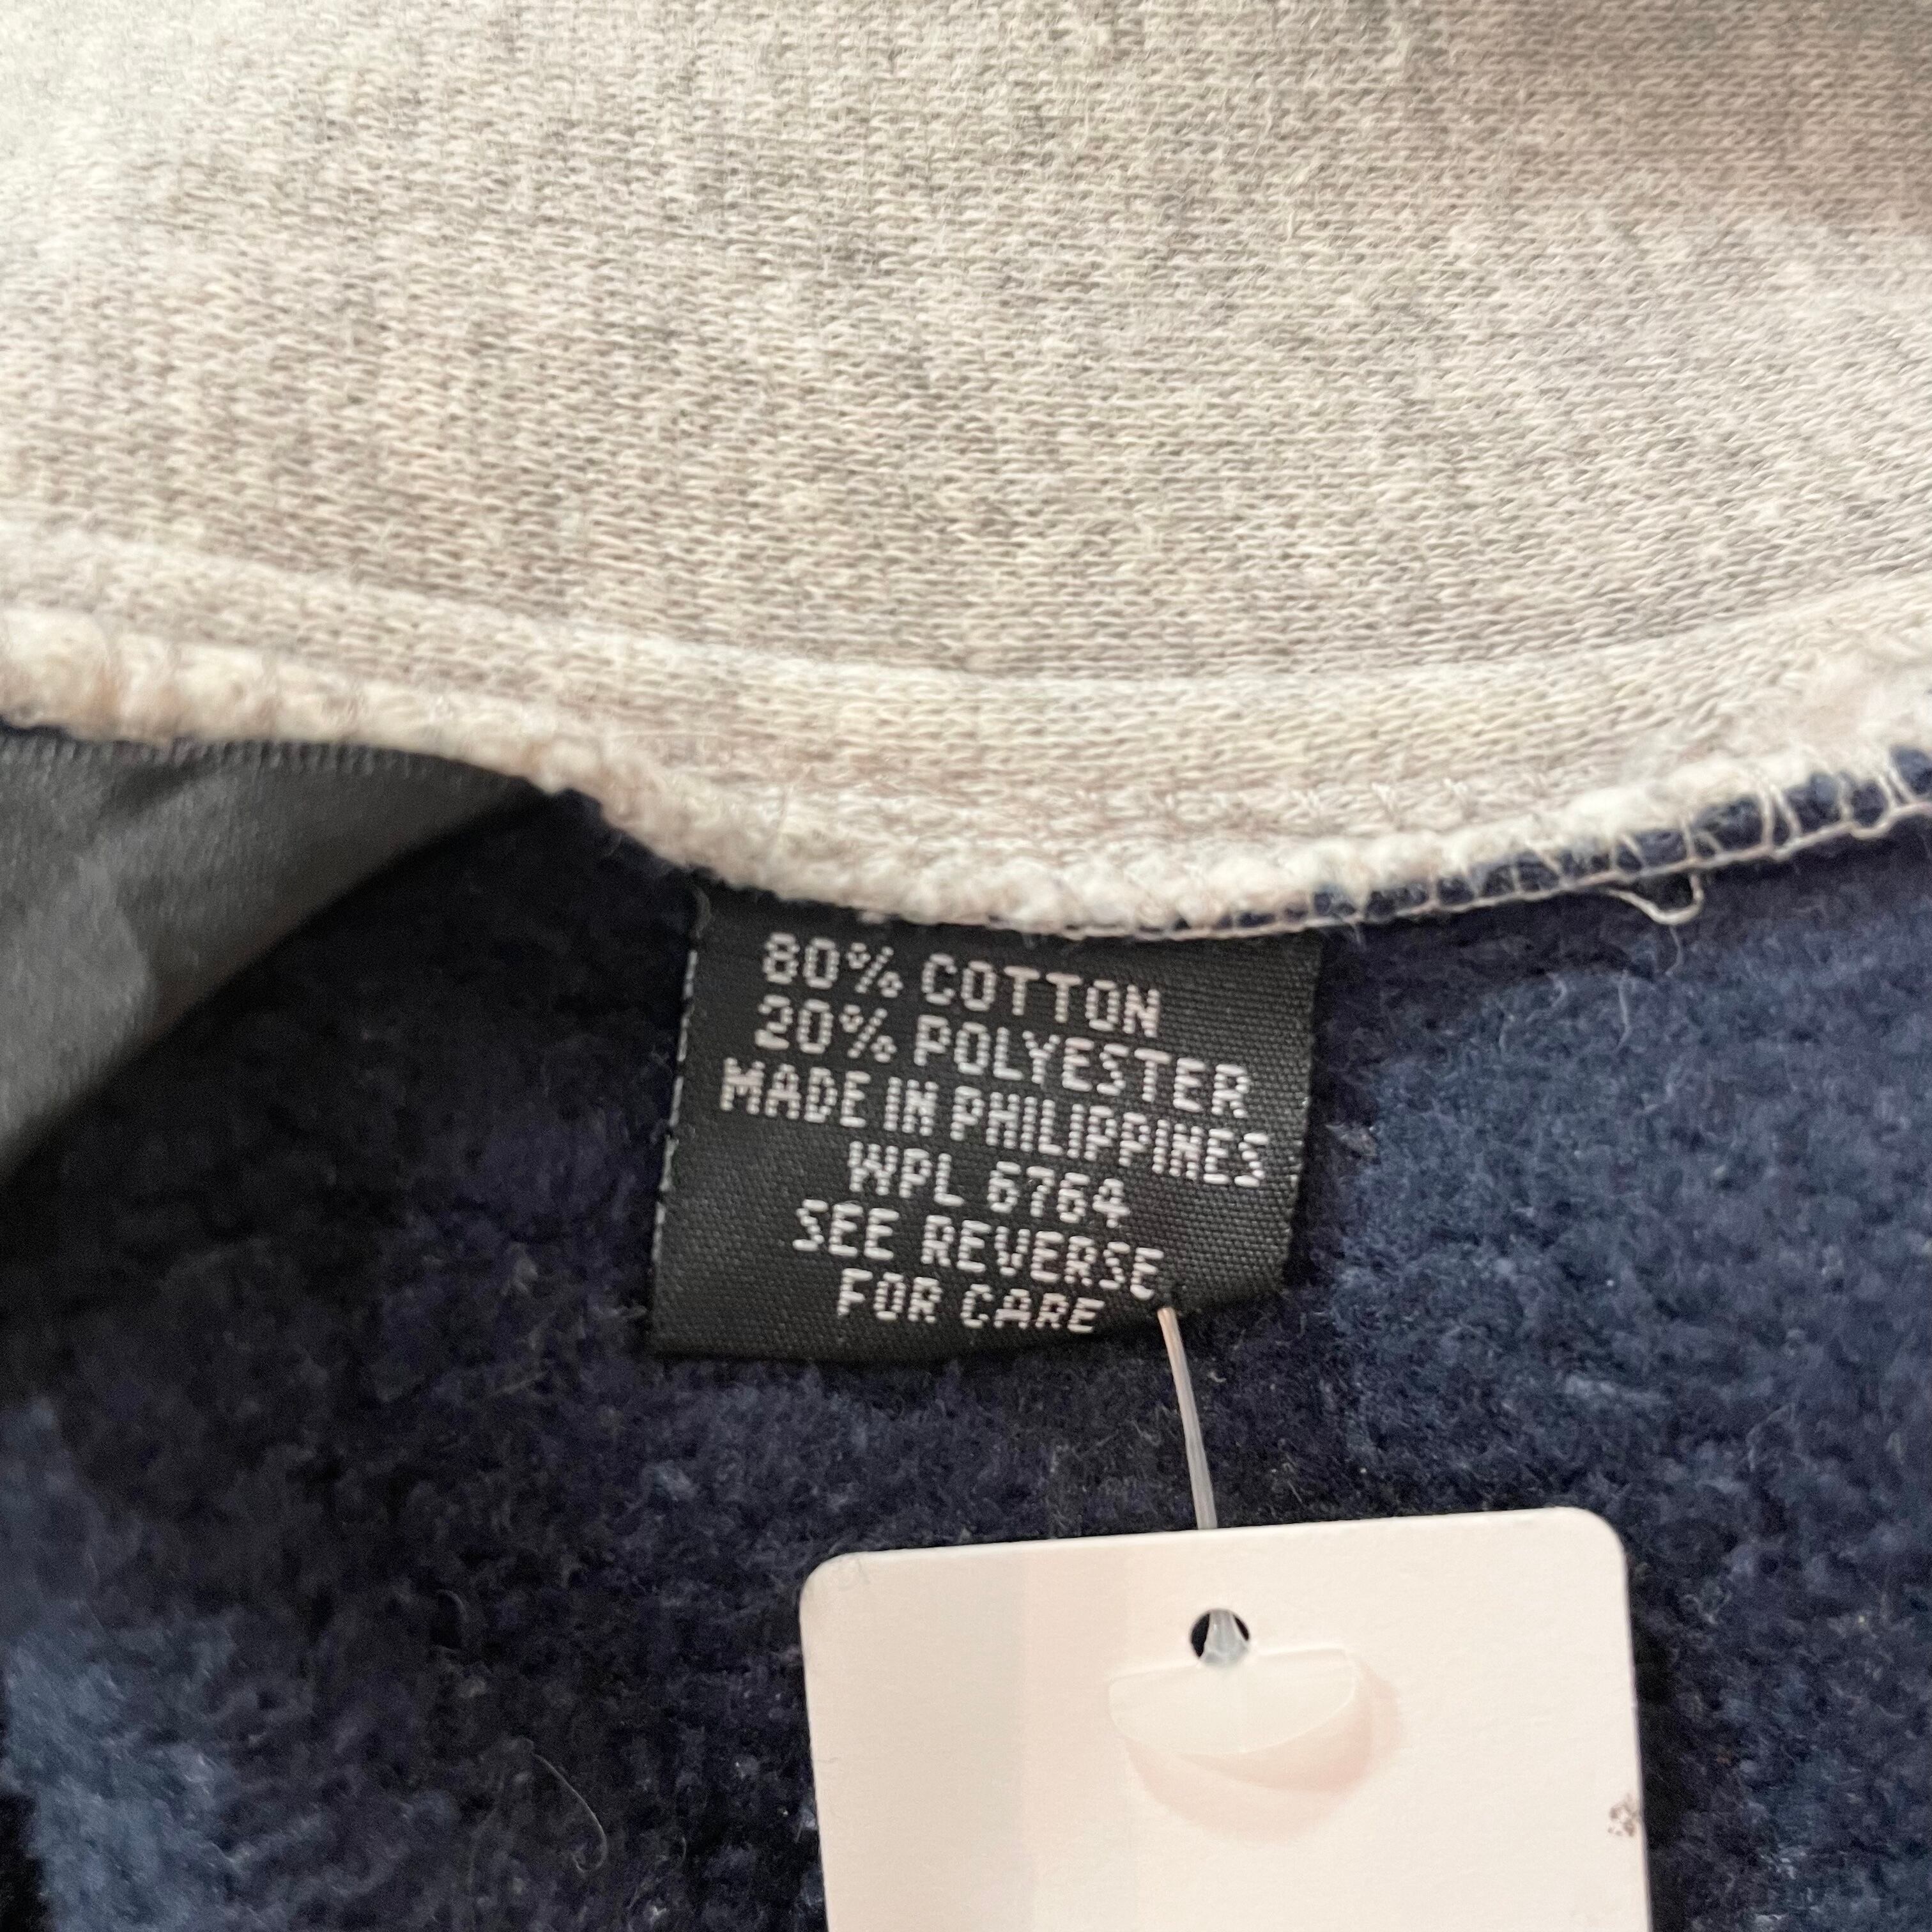 80% COTTON
20% POLYESTER
MADE IN PHILIPPINES
WPL 6764
SEE REVERSE
FOR CARE